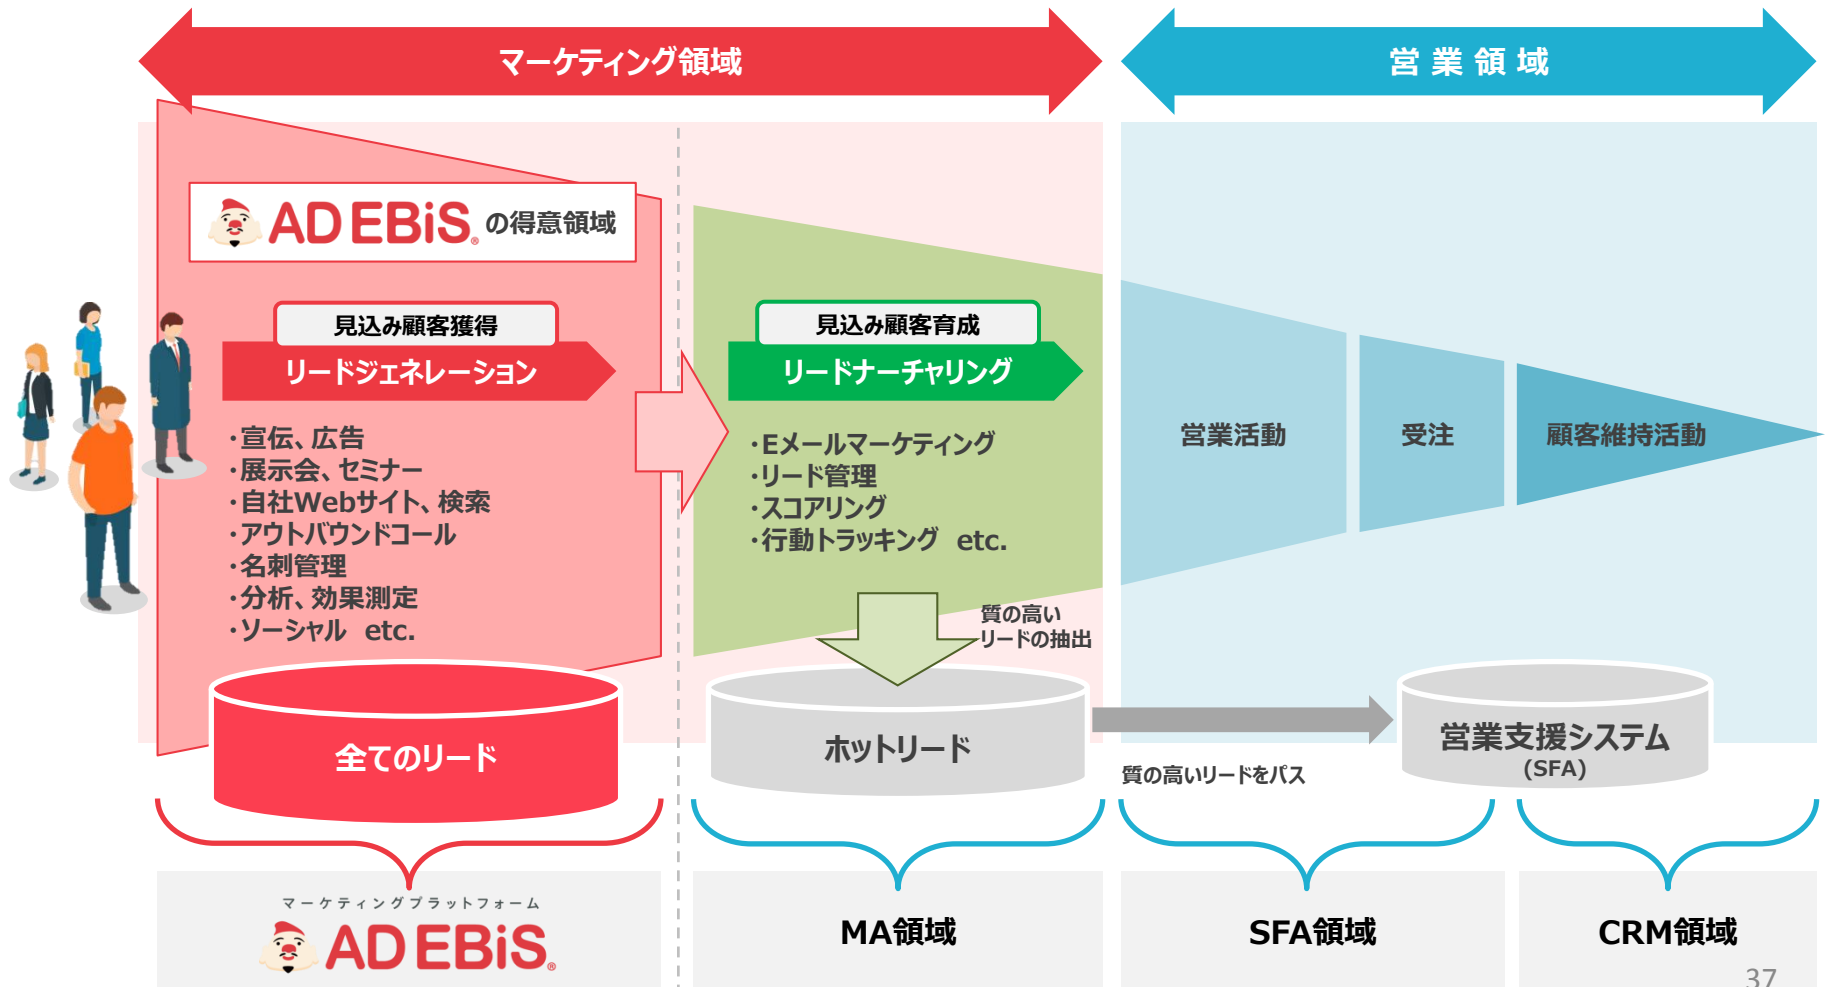 マーケティング領域
営業領域
AD EBiS® の得意領域
見込み顧客獲得
リードジェネレーション
・宣伝、広告
・展示会、セミナー
・自社Webサイト、検索
・アウトバウンドコール
・名刺管理
・分析、効果測定
・ソーシャル etc.
見込み顧客育成
リードナーチャリング
・Eメールマーケティング
・リード管理
・スコアリング
・行動トラッキング etc.
質の高い
リードの抽出
営業活動
受注
顧客維持活動
全てのリード
ホットリード
質の高いリードをパス
営業支援システム
(SFA)
マーケティングプラットフォーム
AD EBiS®
MA領域
SFA領域
CRM領域
37